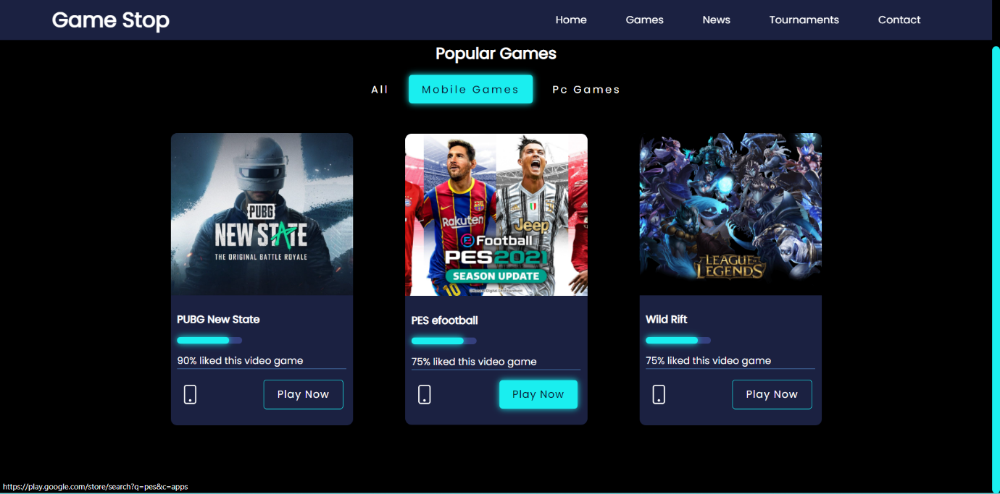 Game Stop
Home
Games
News
Tournaments
Contact
Popular Games
All
Mobile Games
Pc Games
PUBG
NEW STATE
THE ORIGINAL BATTLE ROYALE
Rakuten
Jeep
eFootball
PES2021
SEASON UPDATE
10
LEAGUE OF
LEGENDS
PUBG New State
90% liked this video game
Play Now
PES efootball
75% liked this video game
Play Now
Wild Rift
75% liked this video game
Play Now
https://play.google.com/store/search?q=pes&c=apps